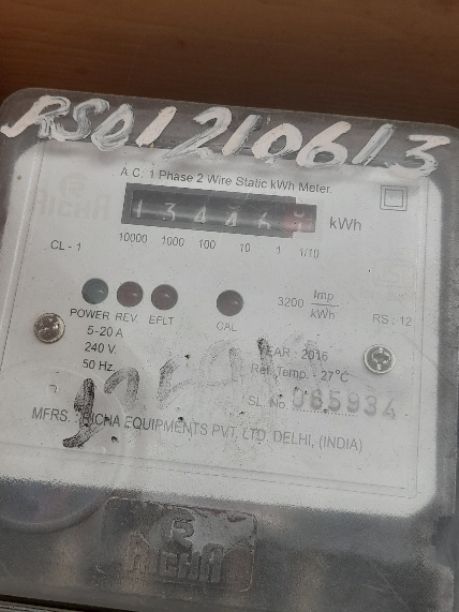 RS01210613
A.C. 1 Phase 2 Wire Static kWh Meter.
RICHA
kWh
CL - 1
10000 1000 100 10 1 1/10
3200 Imp/kWh
POWER REV. EFLT CAL
RS : 12
5-20 A
240 V.
50 Hz.
YEAR : 2016
Ref. Temp. - 27°C
SL. No. 065934
MFRS. : RICHA EQUIPMENTS PVT. LTD. DELHI, (INDIA)
R
RICHA